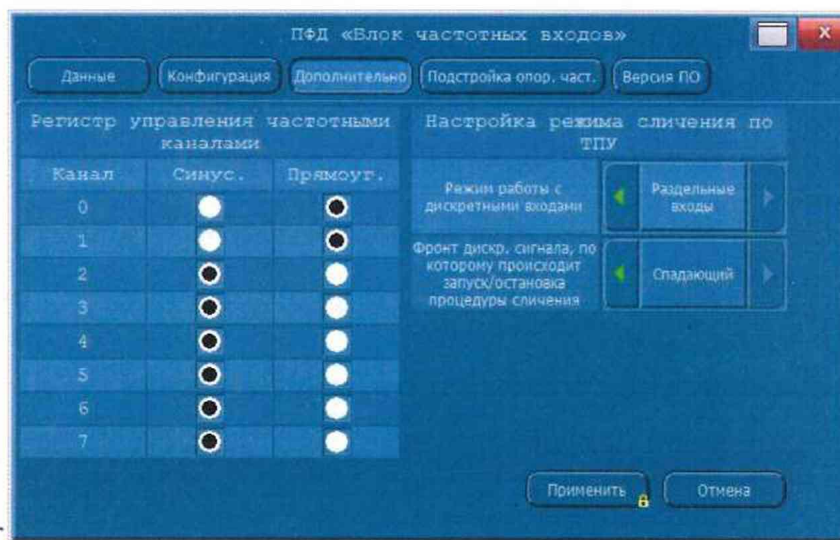 ПФД «Блок частотных входов»
X
Данные
Конфигурация
Дополнительно
Подстройка опор. част.
Версия ПО
Регистр управления частотными
каналами
Канал
Синус.
Прямоуг.
0
1
2
3
4
5
6
7
Настройка режима сличения по
ТПУ
Режим работы с
дискретными входами
Раздельные
входы
Фронт дискр. сигнала, по
которому происходит
запуск/остановка
процедуры сличения
Спадающий
Применить
Отмена